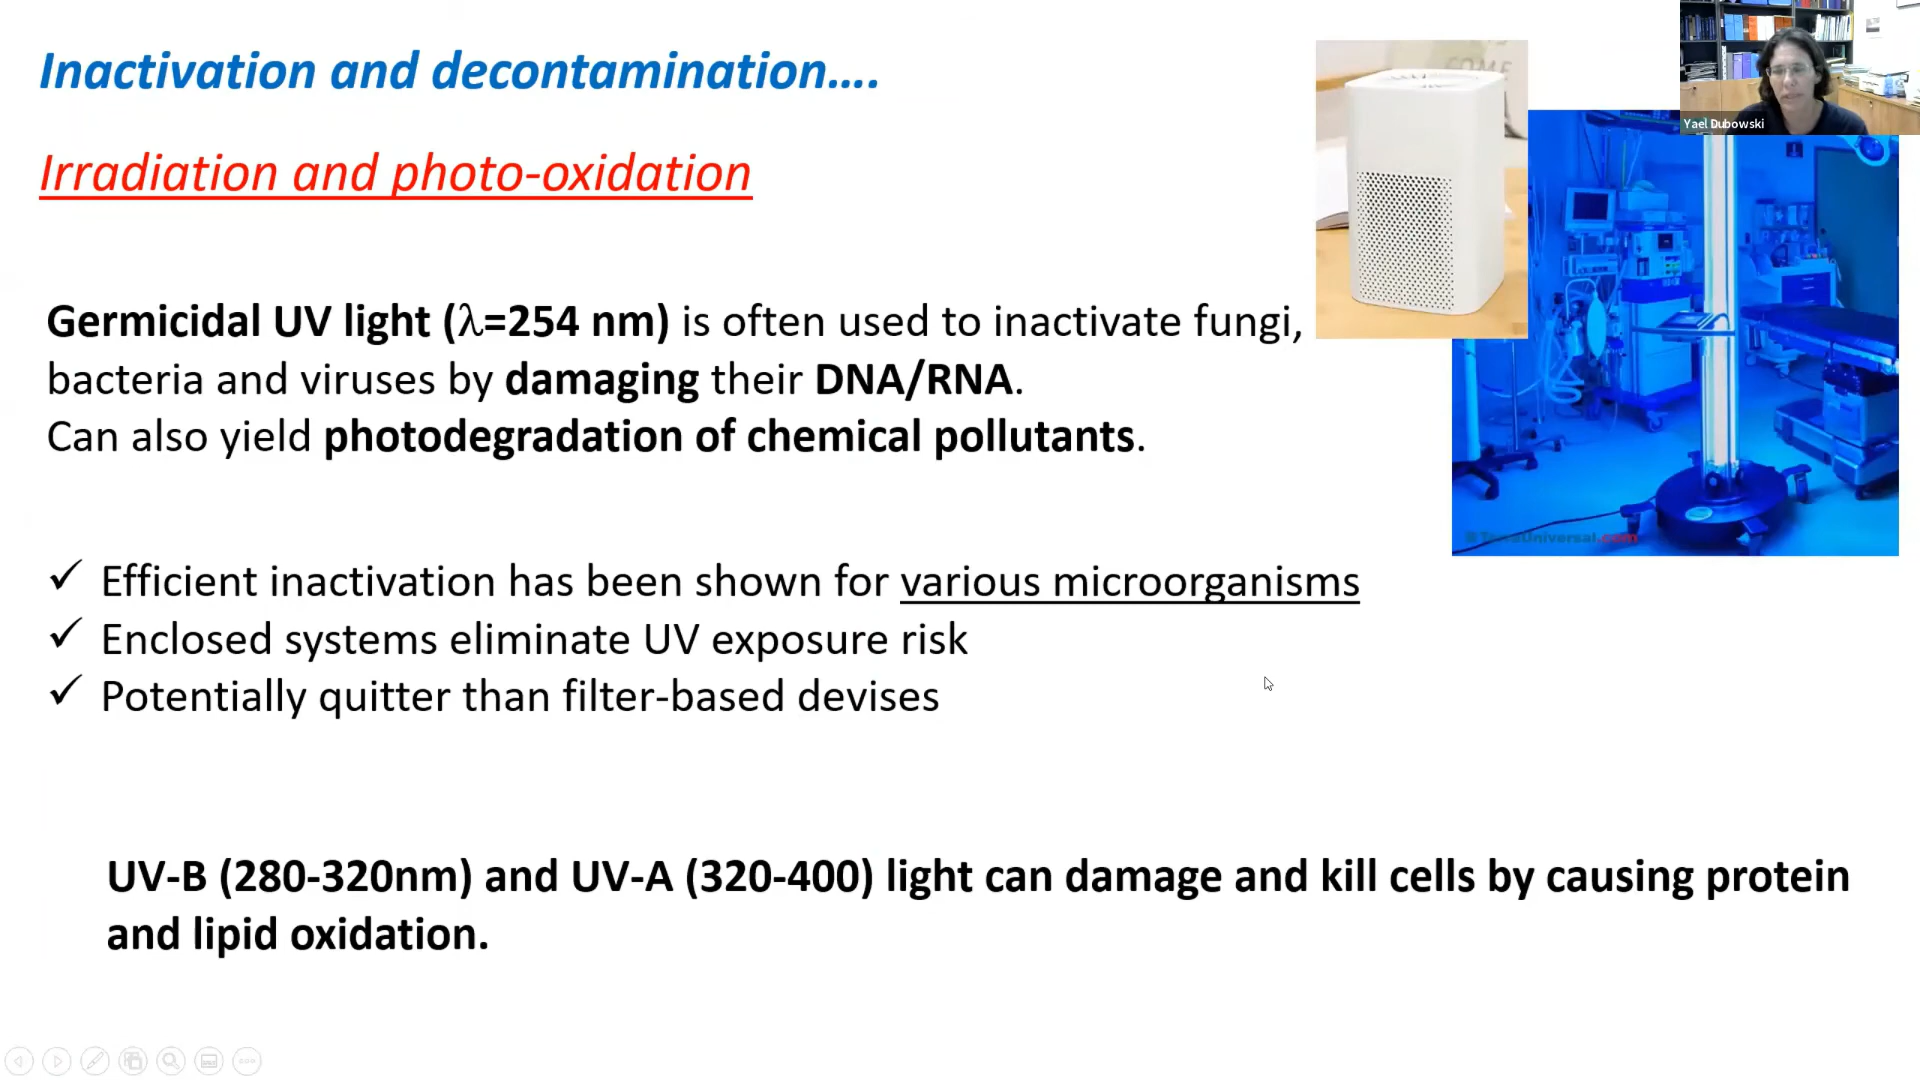 Inactivation and decontamination....
Irradiation and photo-oxidation
Yael Dubowski
Germicidal UV light (λ=254 nm) is often used to inactivate fungi,
bacteria and viruses by damaging their DNA/RNA.
Can also yield photodegradation of chemical pollutants.
TerraUniversal.com
✓ Efficient inactivation has been shown for various microorganisms
✓ Enclosed systems eliminate UV exposure risk
✓ Potentially quitter than filter-based devises
UV-B (280-320nm) and UV-A (320-400) light can damage and kill cells by causing protein
and lipid oxidation.